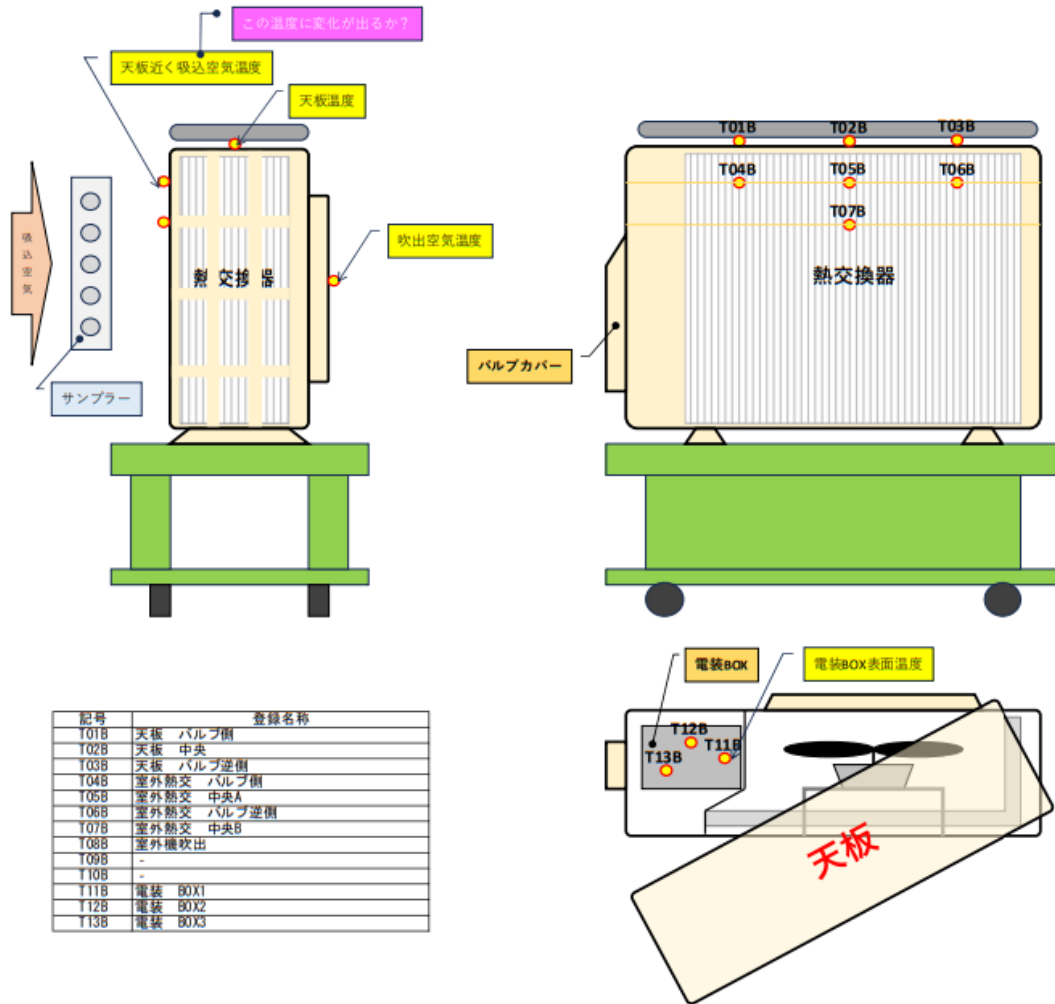 この温度に変化が出るか？
天板近く吸込空気温度
天板温度
吸込空気
熱交換器
吹出空気温度
サンプラー
T01B T02B T03B
T04B T05B T06B
T07B
熱交換器
バルブカバー
電装BOX
電装BOX表面温度
T12B
T11B
T13B
天板
記号 登録名称
T01B 天板 バルブ側
T02B 天板 中央
T03B 天板 バルブ逆側
T04B 室外熱交 バルブ側
T05B 室外熱交 中央A
T06B 室外熱交 バルブ逆側
T07B 室外熱交 中央B
T08B 室外機吹出
T09B -
T10B -
T11B 電装 BOX1
T12B 電装 BOX2
T13B 電装 BOX3